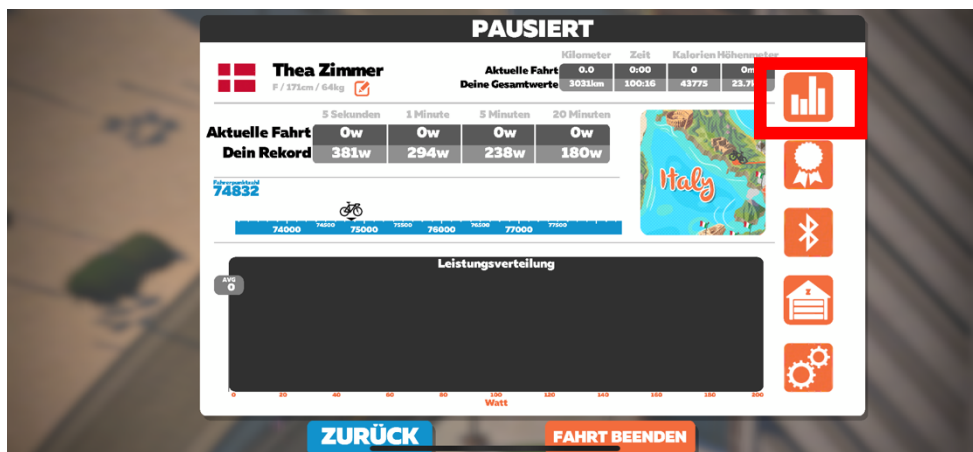 PAUSIERT
Kilometer Zeit Kalorien Höhenmeter
Thea Zimmer
Aktuelle Fahrt 0.0 0:00 0
F / 171cm / 64kg
Deine Gesamtwerte 3031km 100:16 43775
5 Sekunden 1 Minute 5 Minuten 20 Minuten
Aktuelle Fahrt 0w 0w 0w 0w
Dein Rekord 381w 294w 238w 180w
Italy
Fahrerpunktzahl
74832
74000 74500 75000 75500 76000 76500 77000 77500
Leistungsverteilung
AVG
0
0 20 40 60 80 100 120 140 160 180 200
Watt
ZURÜCK
FAHRT BEENDEN